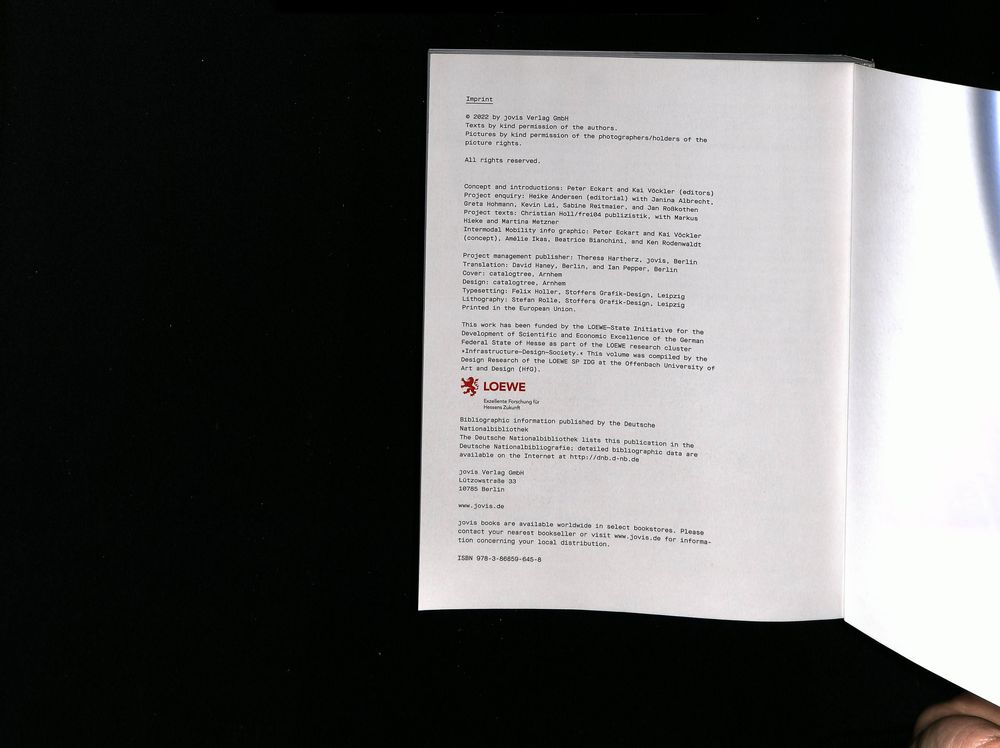 Imprint
© 2022 by jovis Verlag GmbH
Texts by kind permission of the authors.
Pictures by kind permission of the photographers/holders of the
picture rights.
All rights reserved.
Concept and introductions: Peter Eckart and Kai Vöckler (editors)
Project enquiry: Heike Andersen (editorial) with Janina Albrecht,
Greta Hohmann, Kevin Lai, Sabine Reitmaier, and Jan Roßkothen
Project texts: Christian Holl/frei04 publizistik, with Markus
Hieke and Martina Metzner
Intermodal Mobility info graphic: Peter Eckart and Kai Vöckler
(concept), Amélie Ikas, Beatrice Bianchini, and Ken Rodenwaldt
Project management publisher: Theresa Hartherz, jovis, Berlin
Translation: David Haney, Berlin, and Ian Pepper, Berlin
Cover: catalogtree, Arnhem
Design: catalogtree, Arnhem
Typesetting: Felix Holler, Stoffers Grafik-Design, Leipzig
Lithography: Stefan Rolle, Stoffers Grafik-Design, Leipzig
Printed in the European Union.
This work has been funded by the LOEWE–State Initiative for the
Development of Scientific and Economic Excellence of the German
Federal State of Hesse as part of the LOEWE research cluster
»Infrastructure–Design–Society.« This volume was compiled by the
Design Research of the LOEWE SP IDG at the Offenbach University of
Art and Design (HfG).
LOEWE
Exzellente Forschung für
Hessens Zukunft
Bibliographic information published by the Deutsche
Nationalbibliothek
The Deutsche Nationalbibliothek lists this publication in the
Deutsche Nationalbibliografie; detailed bibliographic data are
available on the Internet at http://dnb.d-nb.de
jovis Verlag GmbH
Lützowstraße 33
10785 Berlin
www.jovis.de
jovis books are available worldwide in select bookstores. Please
contact your nearest bookseller or visit www.jovis.de for informa-
tion concerning your local distribution.
ISBN 978-3-86859-645-8